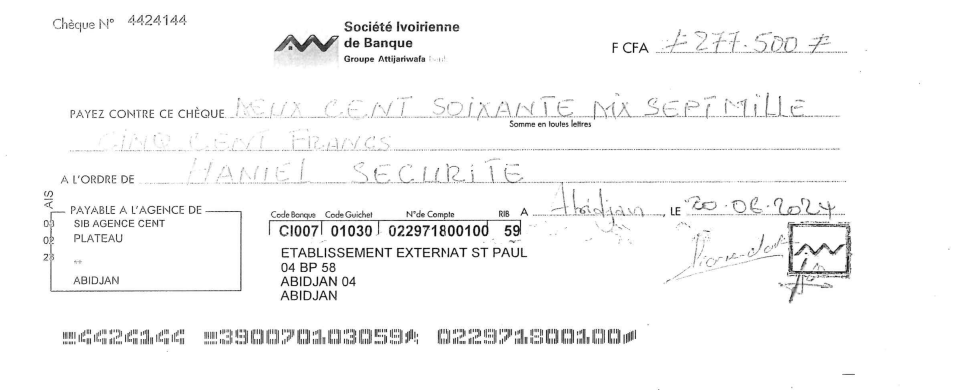 Chèque N° 4424144
Société Ivoirienne
de Banque
Groupe Attijariwafa bank
F CFA ≠ 277.500 ≠
PAYEZ CONTRE CE CHÈQUE DEUX CENT SOIXANTE DIX SEPT MILLE
Somme en toutes lettres
CINQ CENT FRANCS
A L'ORDRE DE HANIEL SECURITE
PAYABLE A L'AGENCE DE
SIB AGENCE CENT
PLATEAU
**
ABIDJAN
Code Banque Code Guichet N°de Compte RIB
CI007 01030 022971800100 59
ETABLISSEMENT EXTERNAT ST PAUL
04 BP 58
ABIDJAN 04
ABIDJAN
A Abidjan, LE 20.06.2024
4424144 390070103059 022971800100